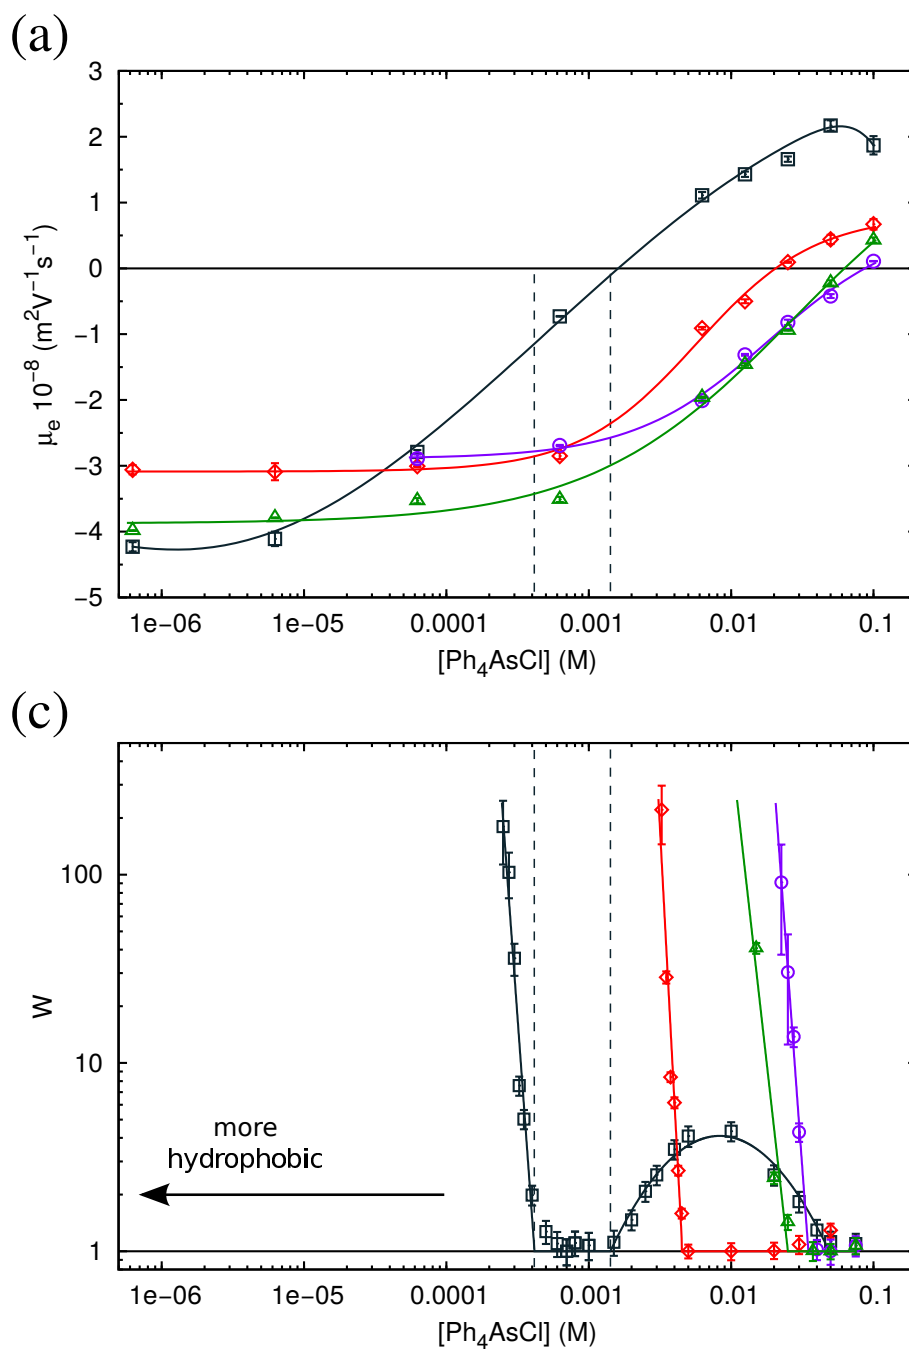 (a)
3
2
1
0
−1
−2
−3
−4
−5
μe 10−8 (m2V−1s−1)
1e−06 1e−05 0.0001 0.001 0.01 0.1
[Ph4AsCl] (M)
(c)
100
10
1
W
more
hydrophobic
1e−06 1e−05 0.0001 0.001 0.01 0.1
[Ph4AsCl] (M)